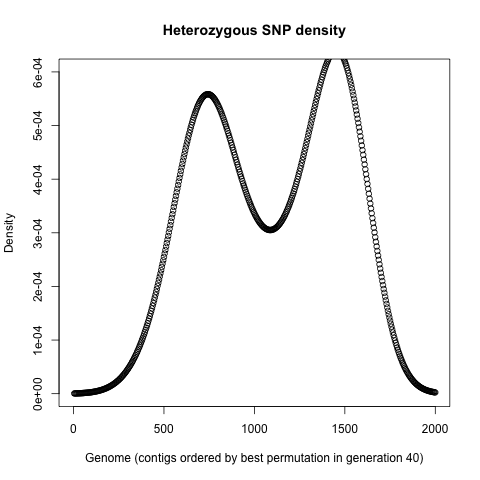 Heterozygous SNP density
6e-04
5e-04
4e-04
3e-04
2e-04
1e-04
0e+00
Density
0 500 1000 1500 2000
Genome (contigs ordered by best permutation in generation 40)